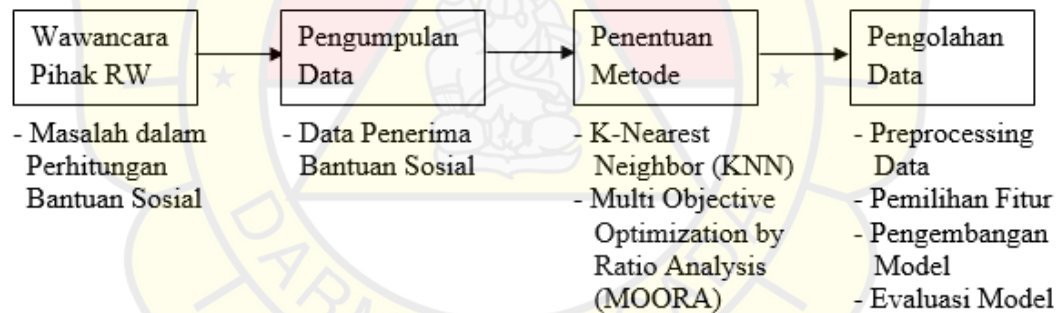 Wawancara
Pihak RW
- Masalah dalam
Perhitungan
Bantuan Sosial
Pengumpulan
Data
- Data Penerima
Bantuan Sosial
Penentuan
Metode
- K-Nearest
Neighbor (KNN)
- Multi Objective
Optimization by
Ratio Analysis
(MOORA)
Pengolahan
Data
- Preprocessing
Data
- Pemilihan Fitur
- Pengembangan
Model
- Evaluasi Model